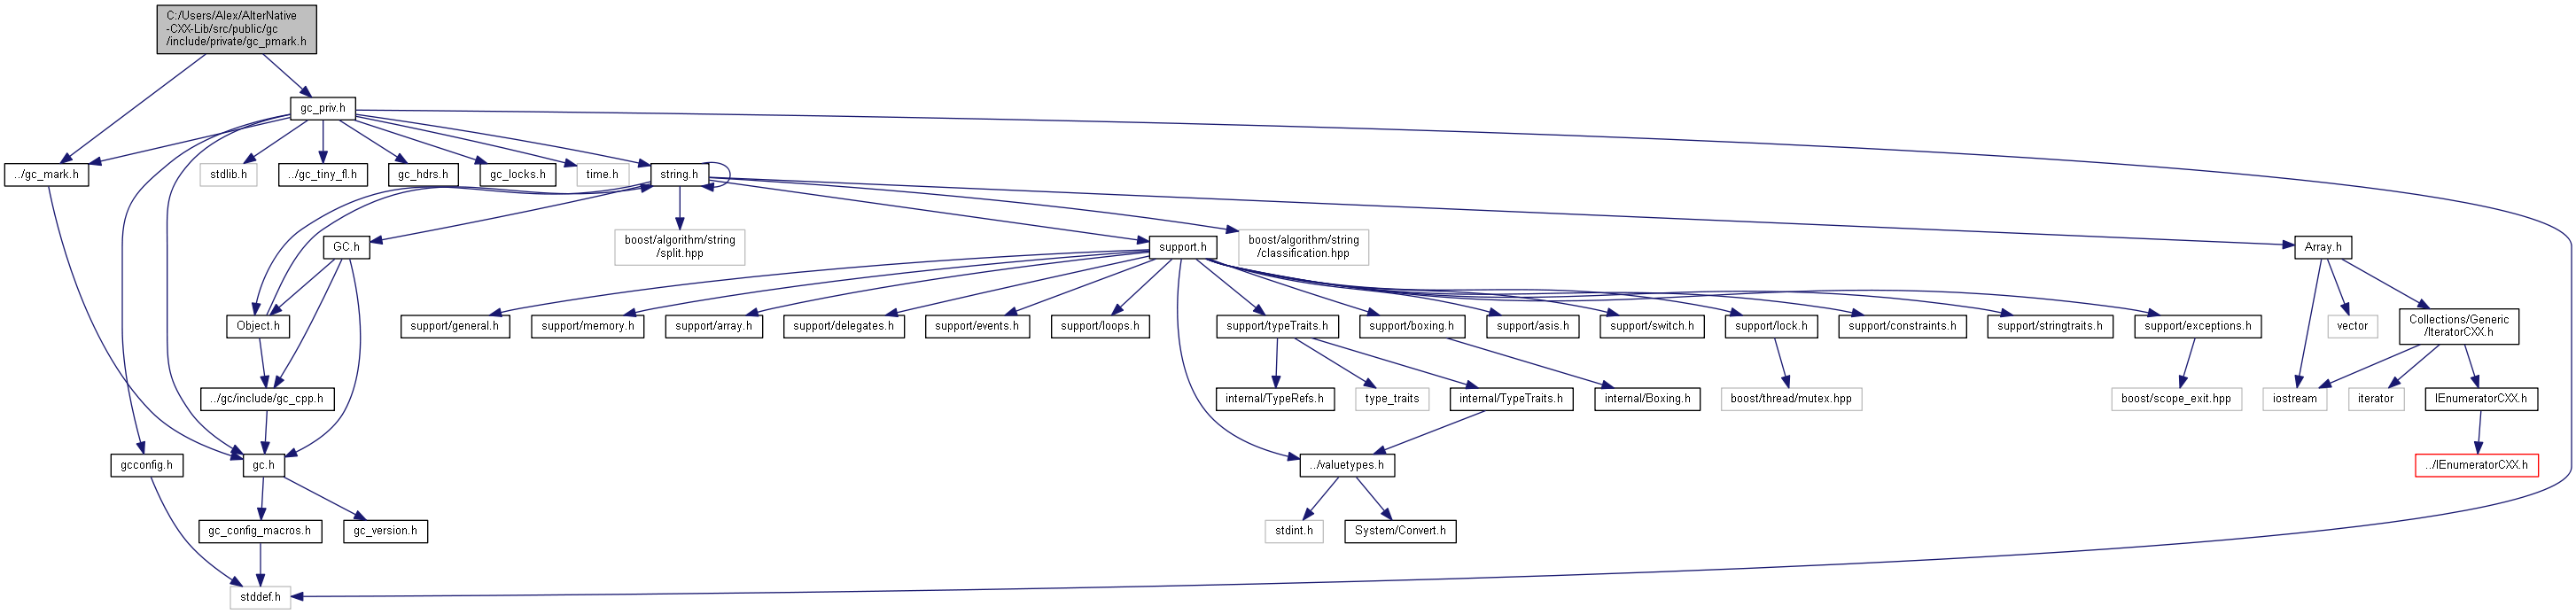 C:/Users/Alex/AlterNative
-CXX-Lib/src/public/gc
/include/private/gc_pmark.h
gc_priv.h
../gc_mark.h
stdlib.h
../gc_tiny_fl.h
gc_hdrs.h
gc_locks.h
time.h
string.h
GC.h
boost/algorithm/string
/split.hpp
support.h
boost/algorithm/string
/classification.hpp
Array.h
Object.h
support/general.h
support/memory.h
support/array.h
support/delegates.h
support/events.h
support/loops.h
support/typeTraits.h
support/boxing.h
support/asis.h
support/switch.h
support/lock.h
support/constraints.h
support/stringtraits.h
support/exceptions.h
vector
Collections/Generic
/IteratorCXX.h
../gc/include/gc_cpp.h
internal/TypeRefs.h
type_traits
internal/TypeTraits.h
internal/Boxing.h
boost/thread/mutex.hpp
boost/scope_exit.hpp
iostream
iterator
IEnumeratorCXX.h
gcconfig.h
gc.h
../valuetypes.h
../IEnumeratorCXX.h
gc_config_macros.h
gc_version.h
stdint.h
System/Convert.h
stddef.h